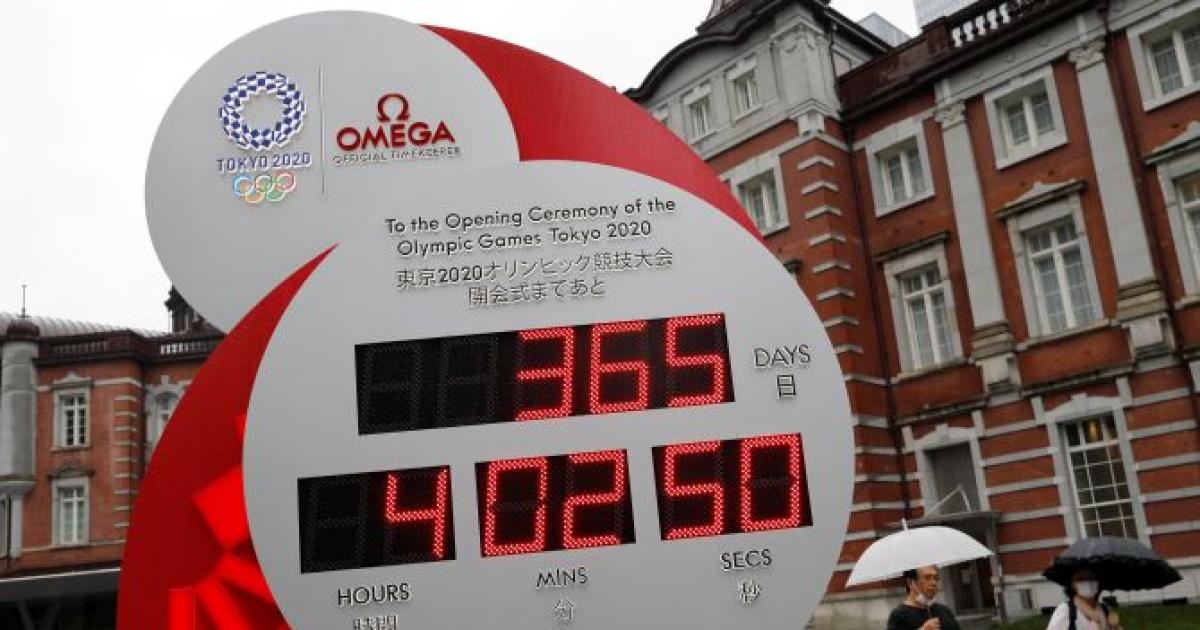 TOKYO 2020
Ω
OMEGA
OFFICIAL TIMEKEEPER
To the Opening Ceremony of the
Olympic Games Tokyo 2020
東京2020オリンピック競技大会
開会式まであと
365 DAYS
日
4 02 50
HOURS MINS SECS
時間 分 秒